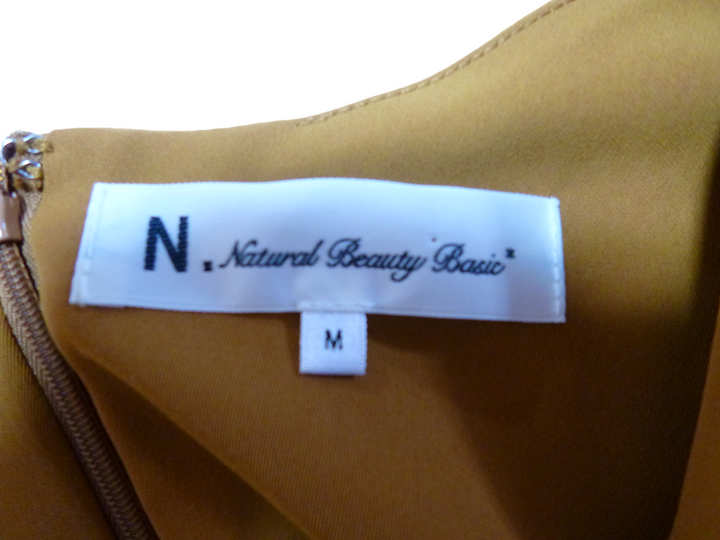 N. "Natural Beauty Basic"
M